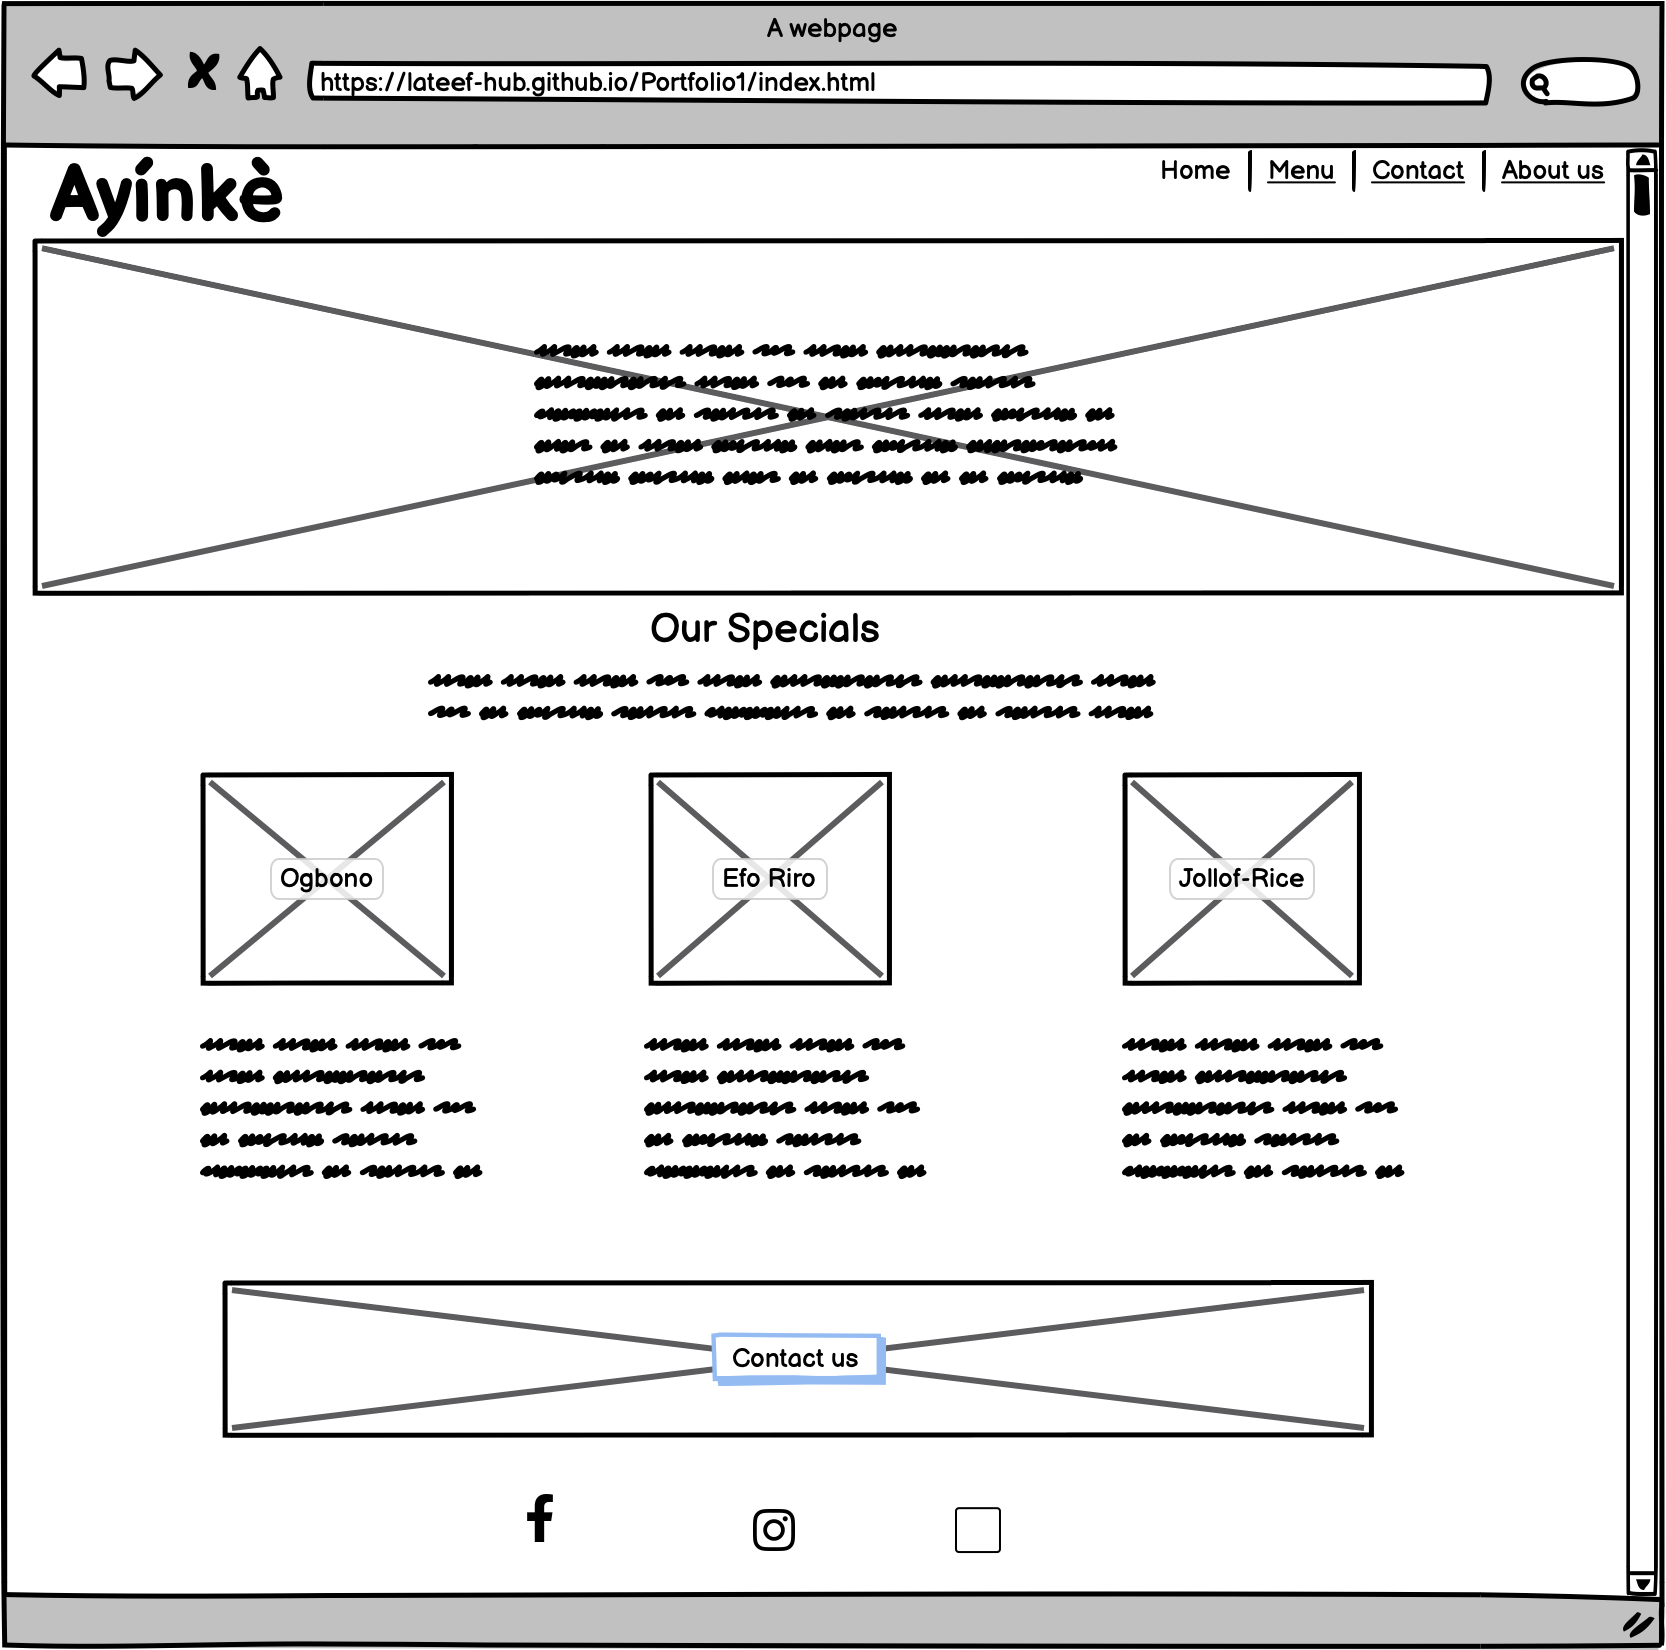 A webpage
https://lateef-hub.github.io/Portfolio1/index.html
Ayínkè
Home Menu Contact About us
Our Specials
Ogbono Efo Riro Jollof-Rice
Contact us